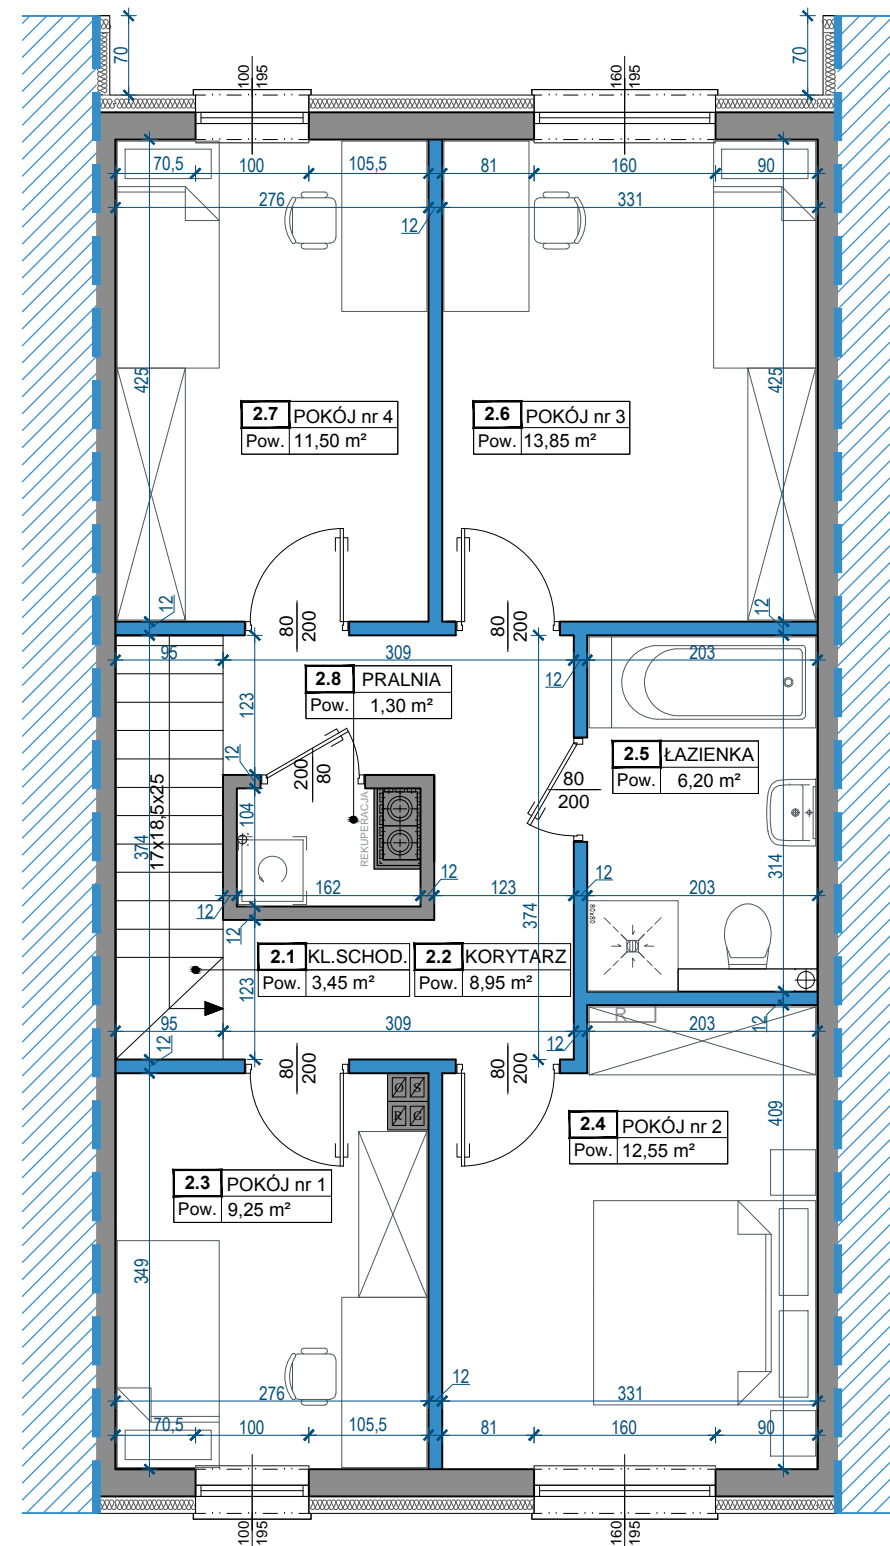 70
70
100
195
160
195
70,5 100 105,5 81 160 90
276 331
12
425 425
2.7 POKÓJ nr 4
Pow. 11,50 m²
2.6 POKÓJ nr 3
Pow. 13,85 m²
12
80
200
80
200
12
95 309 203
12
2.8 PRALNIA
Pow. 1,30 m²
123
2.5 ŁAZIENKA
Pow. 6,20 m²
12
200
80
80
200
17x18,5x25
374
104
REKUPERACJA
314
162 12 123 12 203
12
12
374
80x80
2.1 KL.SCHOD.
Pow. 3,45 m²
2.2 KORYTARZ
Pow. 8,95 m²
123
95 309 203
R
12
12
12
80
200
80
200
O S
R G
409
2.4 POKÓJ nr 2
Pow. 12,55 m²
2.3 POKÓJ nr 1
Pow. 9,25 m²
349
12
276 331
70,5 100 105,5 81 160 90
100
195
160
195